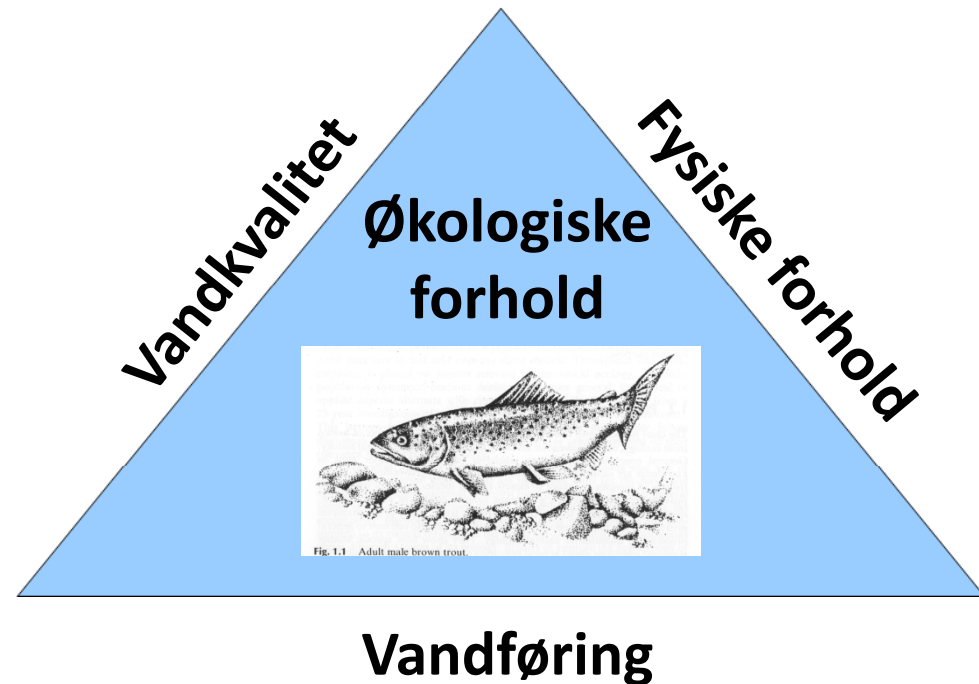 Vandkvalitet
Fysiske forhold
Økologiske
forhold
Fig. 1.1 Adult male brown trout.
Vandføring